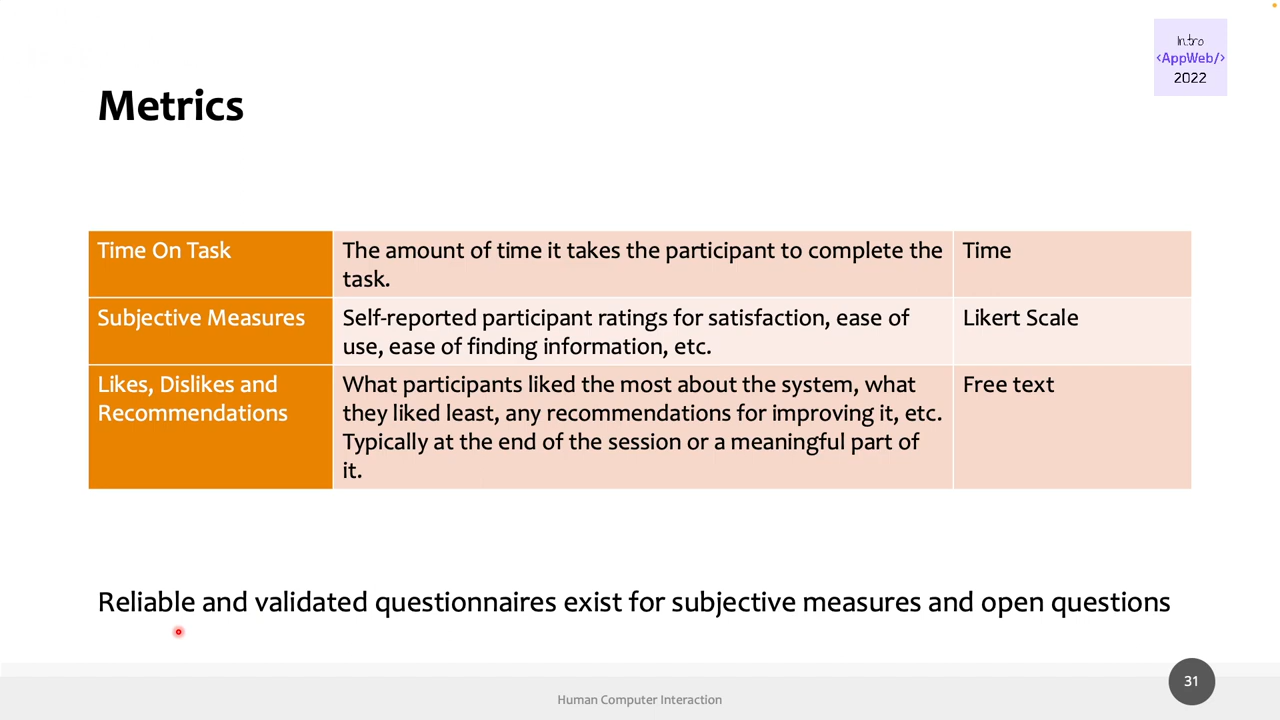 Intro
<AppWeb/>
2022
Metrics
Time On Task
The amount of time it takes the participant to complete the
task.
Time
Subjective Measures
Self-reported participant ratings for satisfaction, ease of
use, ease of finding information, etc.
Likert Scale
Likes, Dislikes and
Recommendations
What participants liked the most about the system, what
they liked least, any recommendations for improving it, etc.
Typically at the end of the session or a meaningful part of
it.
Free text
Reliable and validated questionnaires exist for subjective measures and open questions
Human Computer Interaction
31